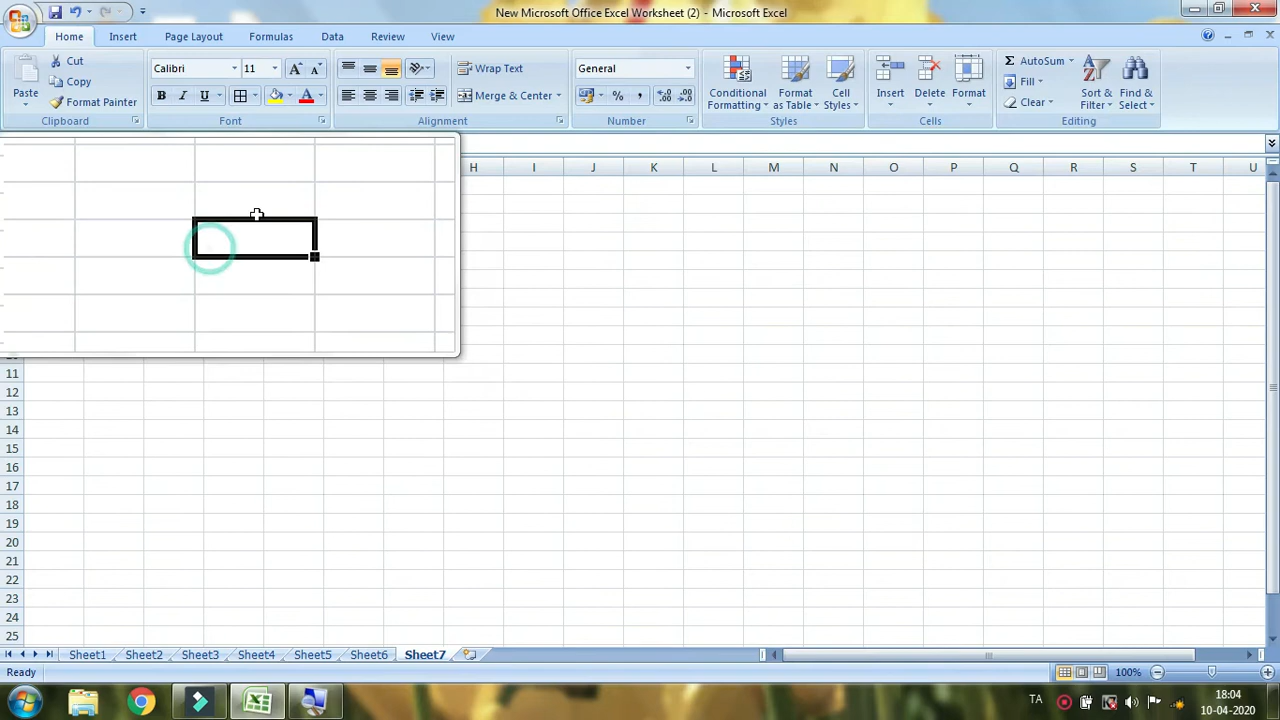 New Microsoft Office Excel Worksheet (2) - Microsoft Excel
Home Insert Page Layout Formulas Data Review View
Paste
Cut
Copy
Format Painter
Clipboard
Calibri 11
B I U
Font
Wrap Text
Merge & Center
Alignment
General
% ,
Number
Conditional Formatting
Format as Table
Cell Styles
Styles
Insert Delete Format
Cells
Σ AutoSum
Fill
Clear
Sort & Filter
Find & Select
Editing
H I J K L M N O P Q R S T U
11
12
13
14
15
16
17
18
19
20
21
22
23
24
25
Sheet1 Sheet2 Sheet3 Sheet4 Sheet5 Sheet6 Sheet7
Ready 100%
TA 18:04
10-04-2020